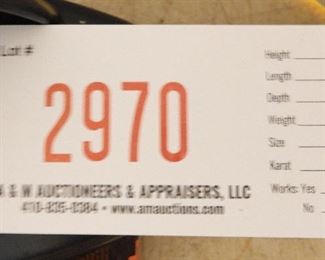 Lot #
2970
A & W AUCTIONEERS & APPRAISERS, LLC
410-835-0384 • www.amauctions.com
Height
Length
Depth
Weight
Size
Karat
Works: Yes
No